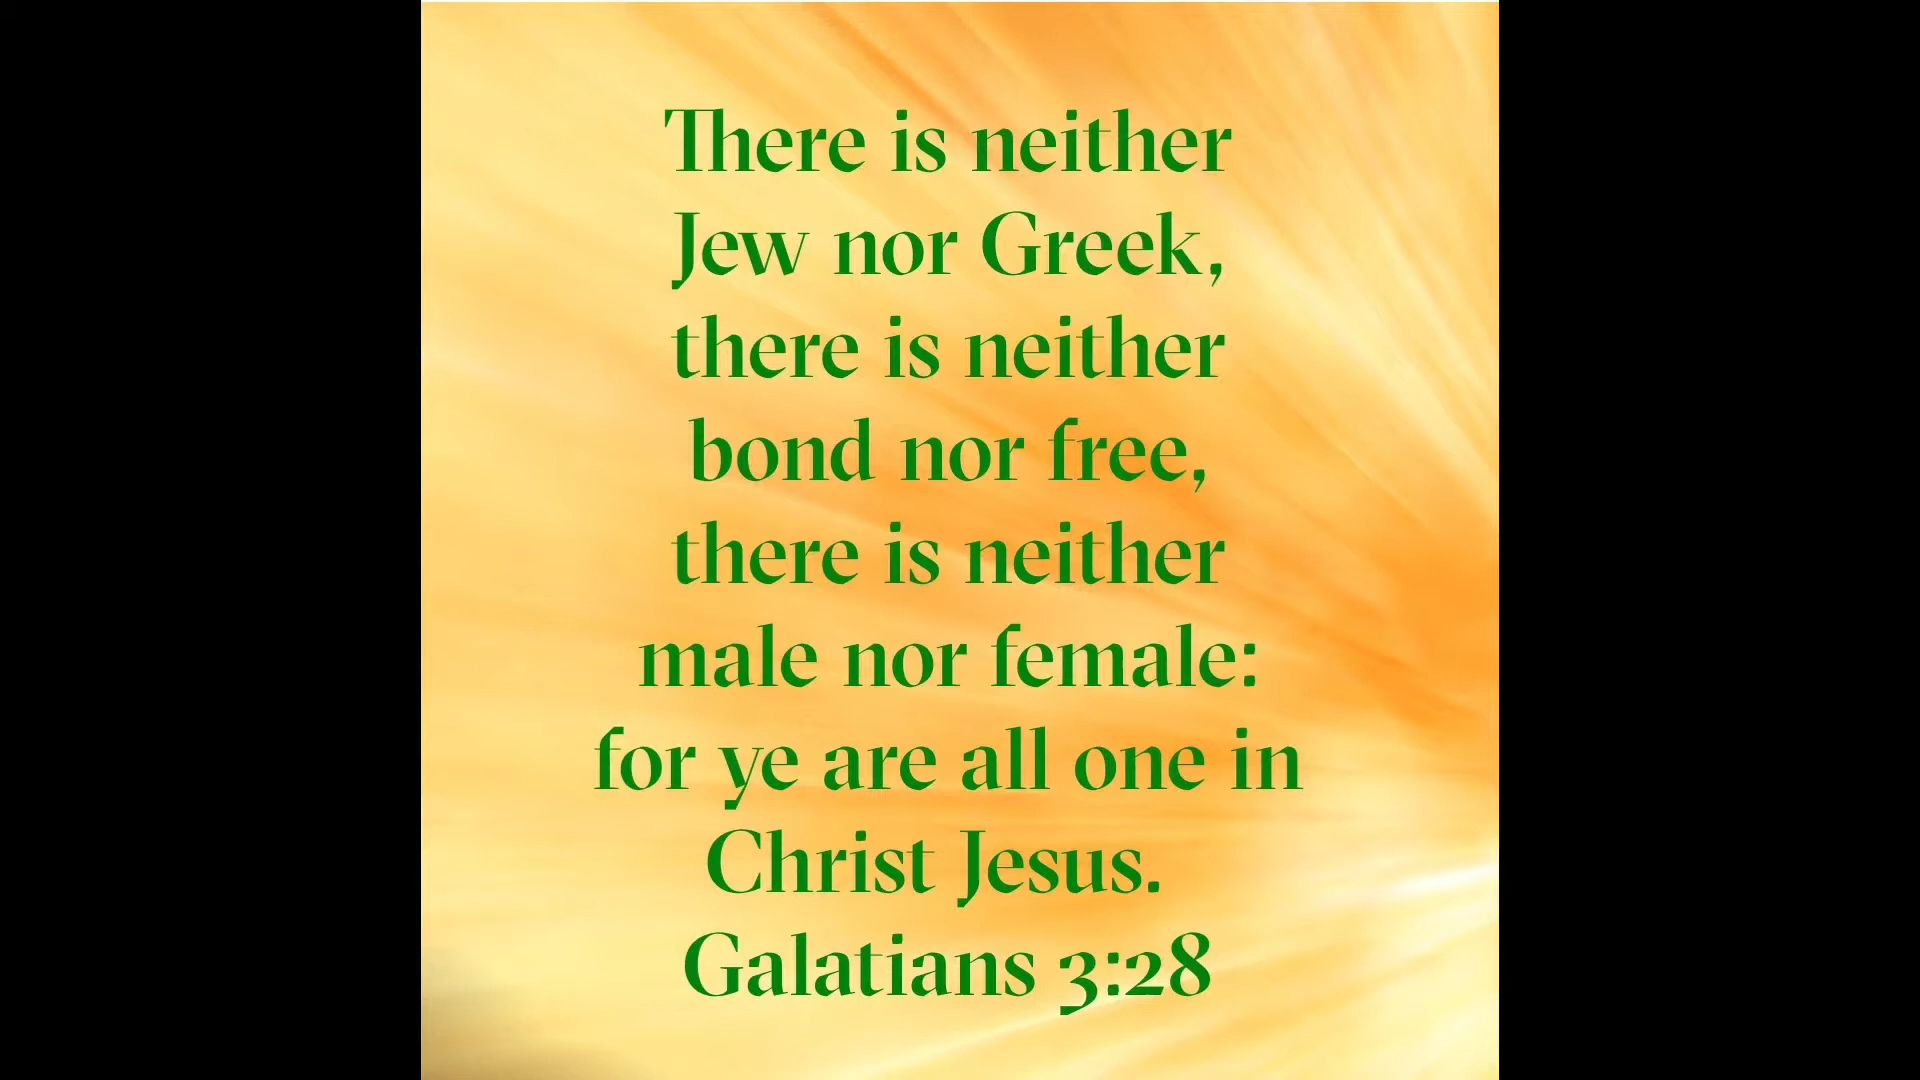 There is neither
Jew nor Greek,
there is neither
bond nor free,
there is neither
male nor female:
for ye are all one in
Christ Jesus.
Galatians 3:28